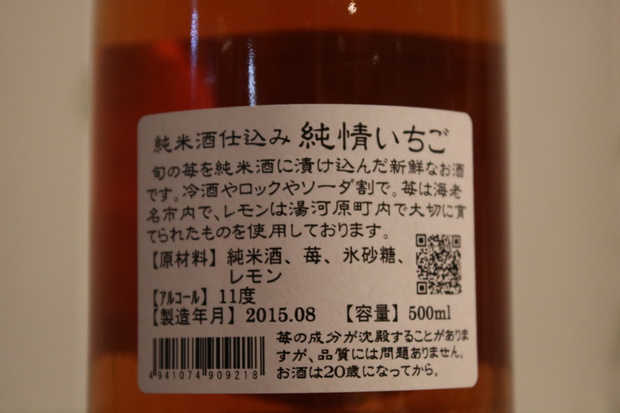 純米酒仕込み 純情いちご
旬の苺を純米酒に漬け込んだ新鮮なお酒
です。冷酒やロックやソーダ割で。苺は海老
名市内で、レモンは湯河原町内で大切に育
てられたものを使用しております。
【原材料】純米酒、苺、氷砂糖、
レモン
【アルコール】11度
【製造年月】2015.08 【容量】500ml
苺の成分が沈殿することがありま
すが、品質には問題ありません。
お酒は20歳になってから。
4941074909218